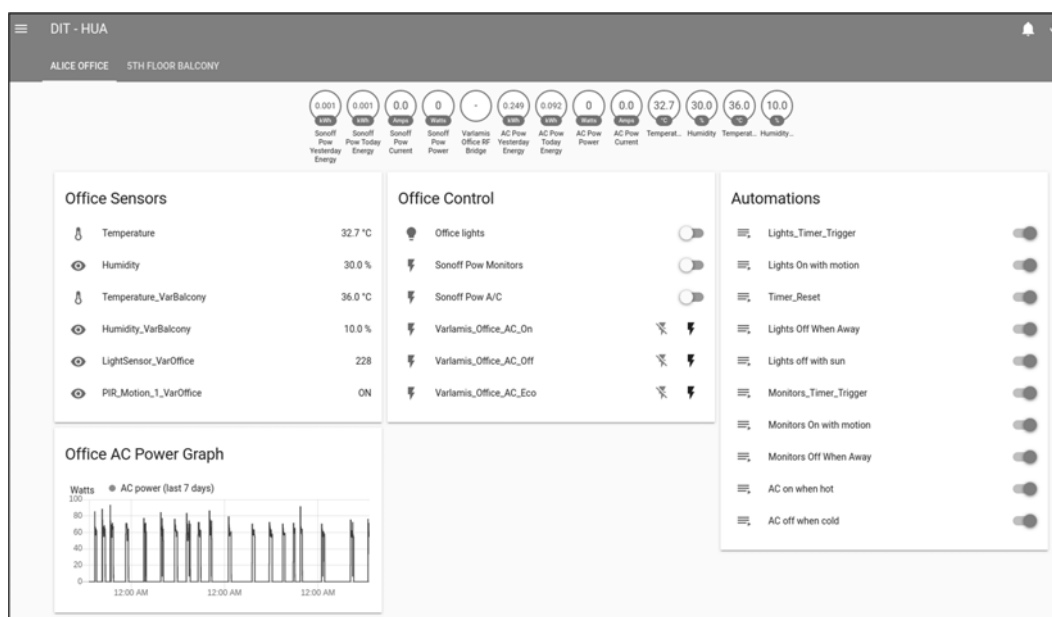 DIT - HUA
ALICE OFFICE 5TH FLOOR BALCONY
0.001 kWh Sonoff Pow Yesterday Energy
0.001 kWh Sonoff Pow Today Energy
0.0 Amps Sonoff Pow Current
0 Watts Sonoff Pow Power
- Varlamis Office RF Bridge
0.249 kWh AC Pow Yesterday Energy
0.092 kWh AC Pow Today Energy
0 Watts AC Pow Power
0.0 Amps AC Pow Current
32.7 °C Temperat...
30.0 % Humidity
36.0 °C Temperat...
10.0 % Humidity...
Office Sensors
Temperature 32.7 °C
Humidity 30.0 %
Temperature_VarBalcony 36.0 °C
Humidity_VarBalcony 10.0 %
LightSensor_VarOffice 228
PIR_Motion_1_VarOffice ON
Office Control
Office lights
Sonoff Pow Monitors
Sonoff Pow A/C
Varlamis_Office_AC_On
Varlamis_Office_AC_Off
Varlamis_Office_AC_Eco
Automations
Lights_Timer_Trigger
Lights On with motion
Timer_Reset
Lights Off When Away
Lights off with sun
Monitors_Timer_Trigger
Monitors On with motion
Monitors Off When Away
AC on when hot
AC off when cold
Office AC Power Graph
Watts AC power (last 7 days)
100
80
60
40
20
0
12:00 AM 12:00 AM 12:00 AM